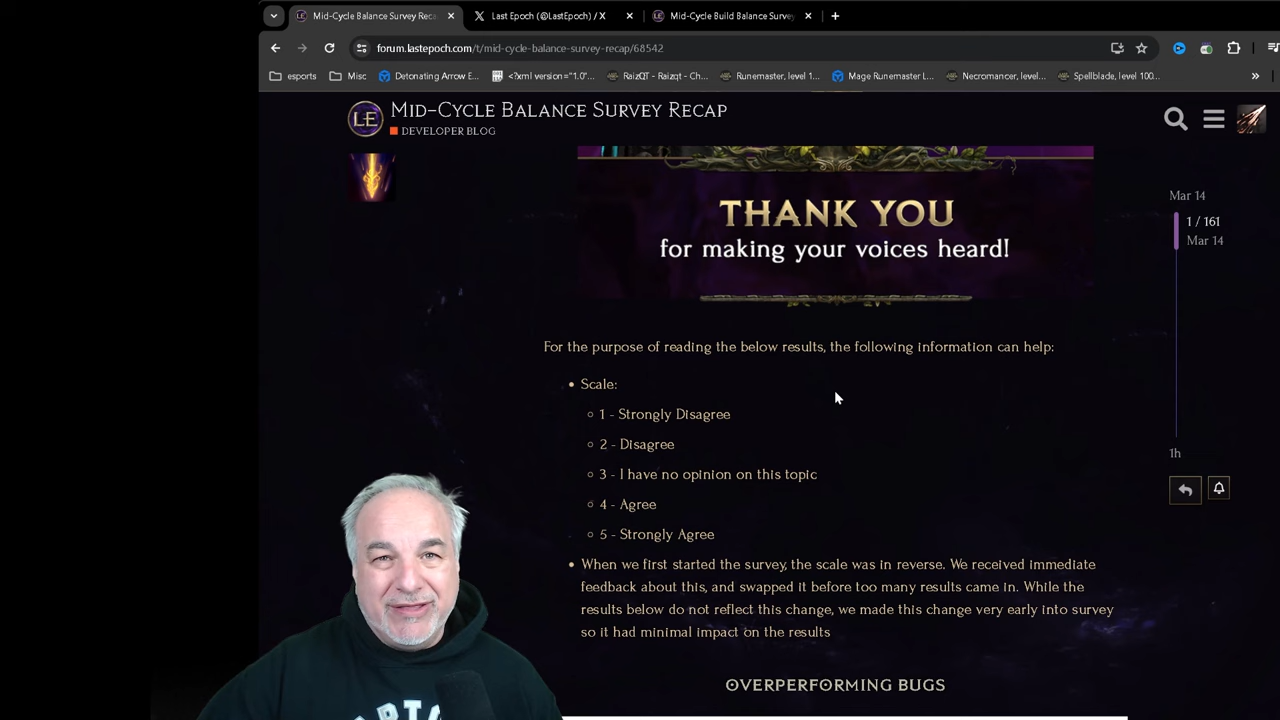 Mid-Cycle Balance Survey Reca
Last Epoch (@LastEpoch) / X
Mid-Cycle Build Balance Survey
forum.lastepoch.com/t/mid-cycle-balance-survey-recap/68542
esports
Misc
Detonating Arrow E...
<?xml version="1.0"...
RaizQT - Raizqt - Ch...
Runemaster, level 1...
Mage Runemaster L...
Necromancer, level...
Spellblade, level 100...
LE
Mid-Cycle Balance Survey Recap
DEVELOPER BLOG
THANK YOU
for making your voices heard!
Mar 14
1 / 161
Mar 14
1h
For the purpose of reading the below results, the following information can help:
Scale:
1 - Strongly Disagree
2 - Disagree
3 - I have no opinion on this topic
4 - Agree
5 - Strongly Agree
When we first started the survey, the scale was in reverse. We received immediate
feedback about this, and swapped it before too many results came in. While the
results below do not reflect this change, we made this change very early into survey
so it had minimal impact on the results
OVERPERFORMING BUGS